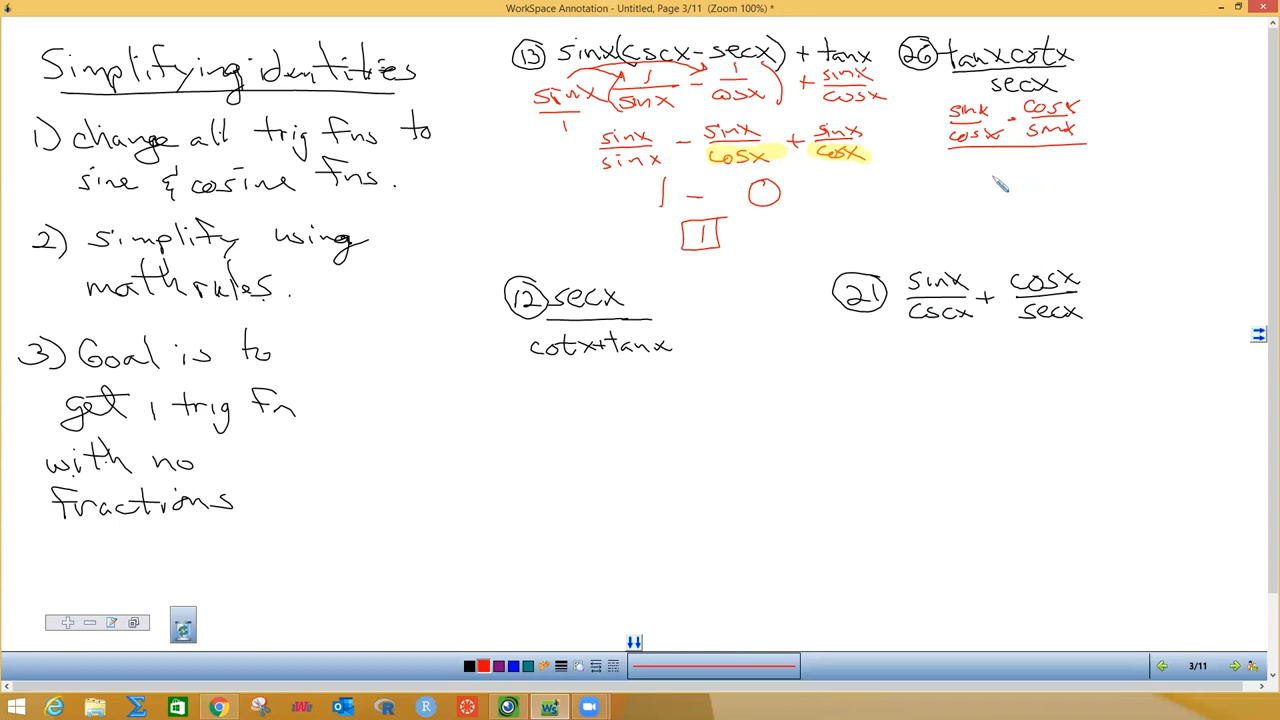 WorkSpace Annotation - Untitled, Page 3/11 (Zoom 100%) *
Simplifying identities
1) change all trig fns to
sine & cosine fns.
2) simplify using
math rules.
3) Goal is to
get 1 trig fn
with no
fractions
(13) sinx(cscx-secx) + tanx
sinx/1 (1/sinx - 1/cosx) + sinx/cosx
sinx/sinx - sinx/cosx + sinx/cosx
1 - 0
1
(20) tanxcotx/secx
sinx/cosx · cosx/sinx
(12) secx/cotx+tanx
(21) sinx/cscx + cosx/secx
3/11